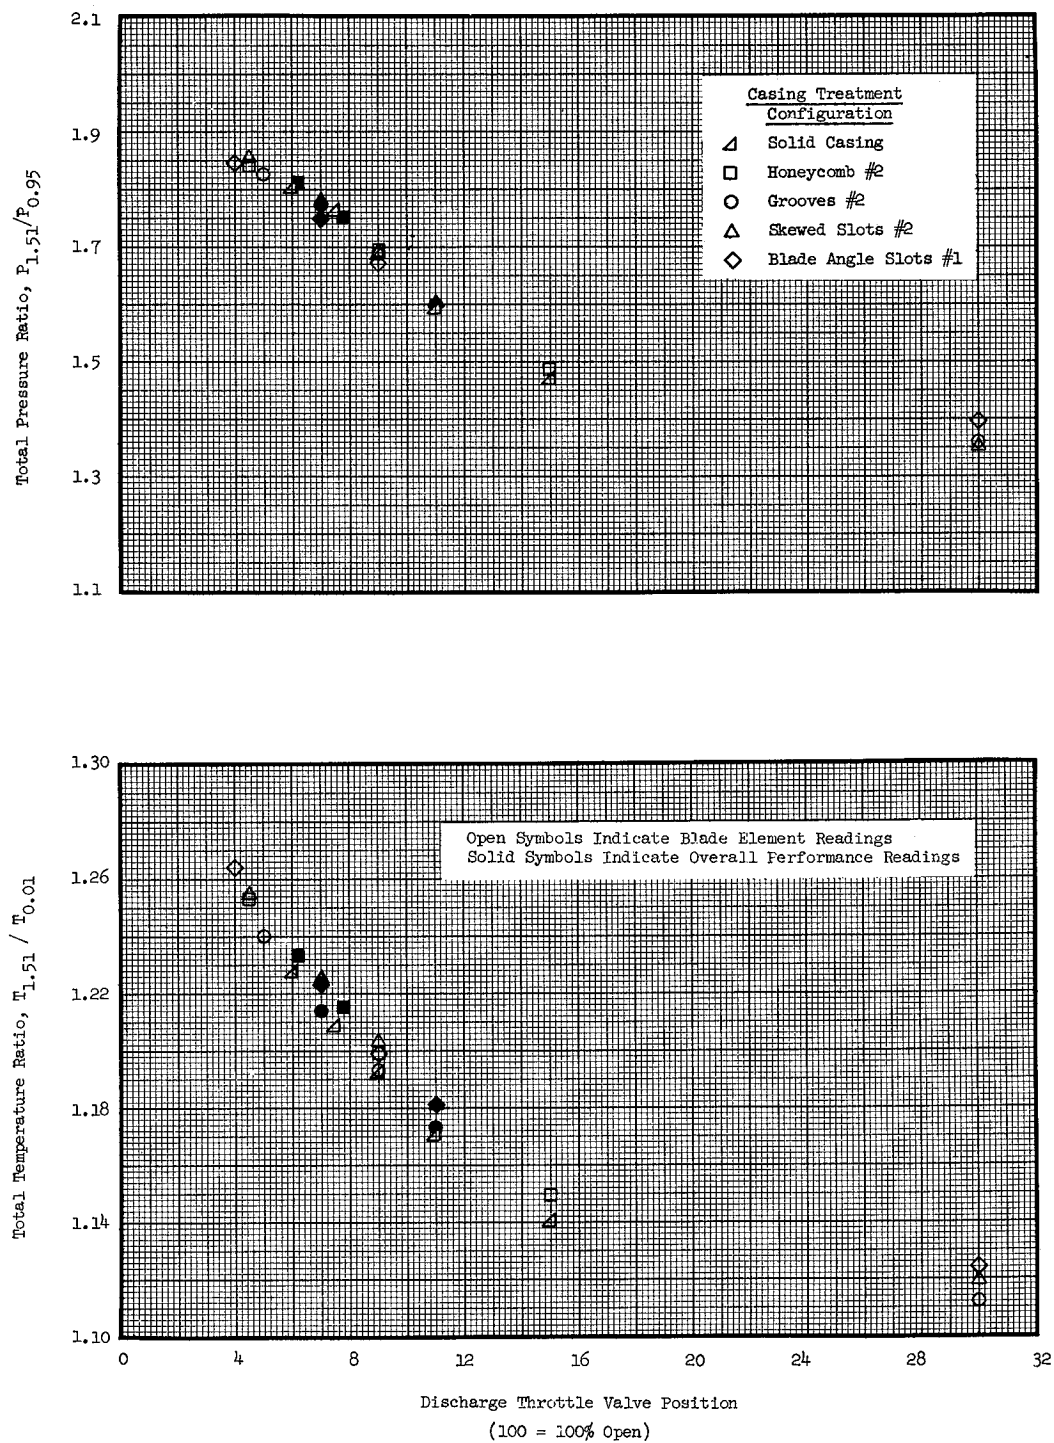 2.1
1.9
1.7
1.5
1.3
1.1
Total Pressure Ratio, P1.51/P0.95
Casing Treatment
Configuration
Solid Casing
Honeycomb #2
Grooves #2
Skewed Slots #2
Blade Angle Slots #1
1.30
1.26
1.22
1.18
1.14
1.10
Total Temperature Ratio, T1.51 / T0.01
Open Symbols Indicate Blade Element Readings
Solid Symbols Indicate Overall Performance Readings
0 4 8 12 16 20 24 28 32
Discharge Throttle Valve Position
(100 = 100% Open)